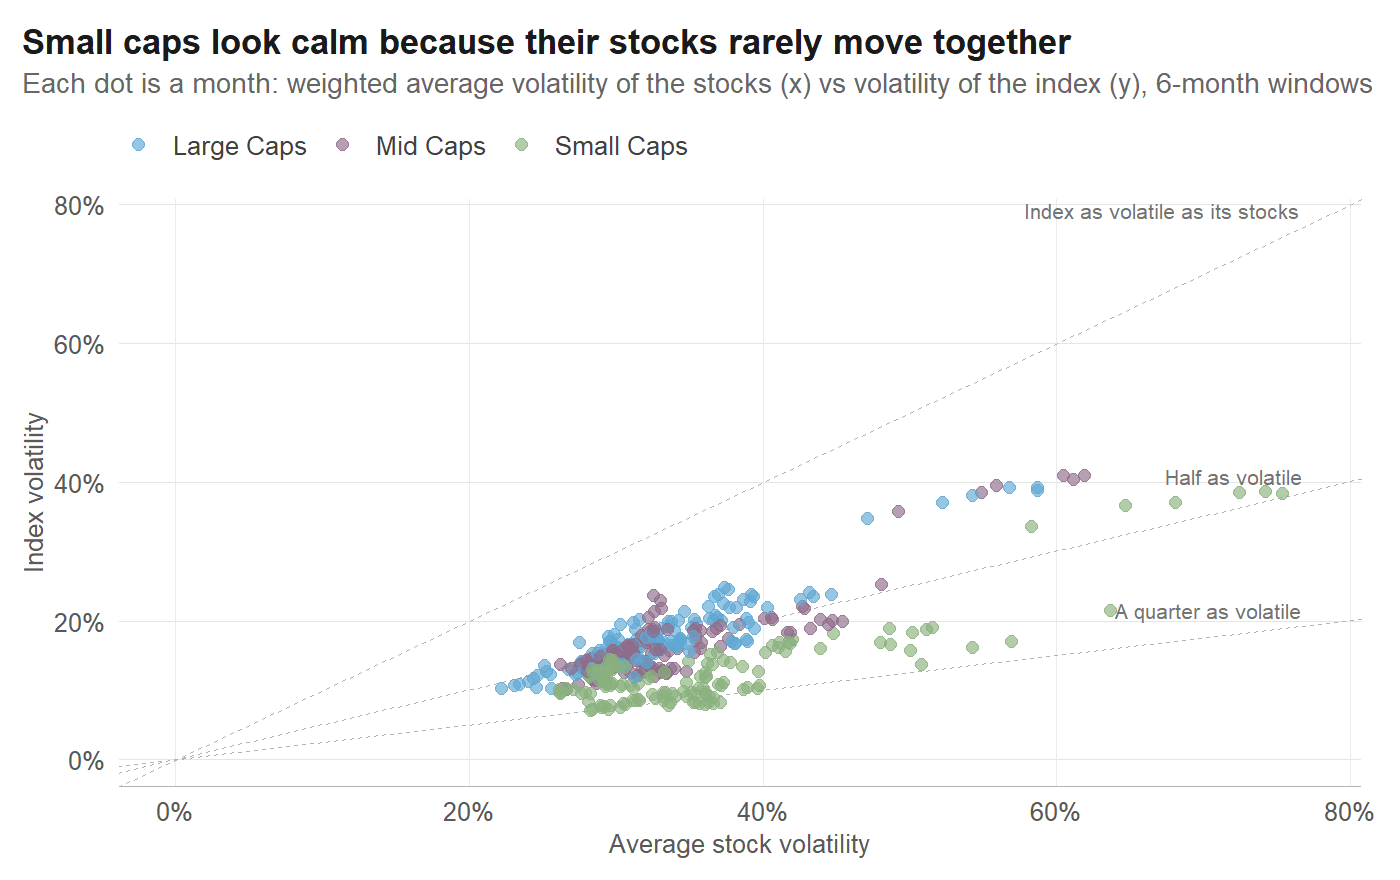 Small caps look calm because their stocks rarely move together
Each dot is a month: weighted average volatility of the stocks (x) vs volatility of the index (y), 6-month windows
Large Caps Mid Caps Small Caps
80%
Index as volatile as its stocks
60%
40%
Half as volatile
20%
A quarter as volatile
0%
Index volatility
0% 20% 40% 60% 80%
Average stock volatility